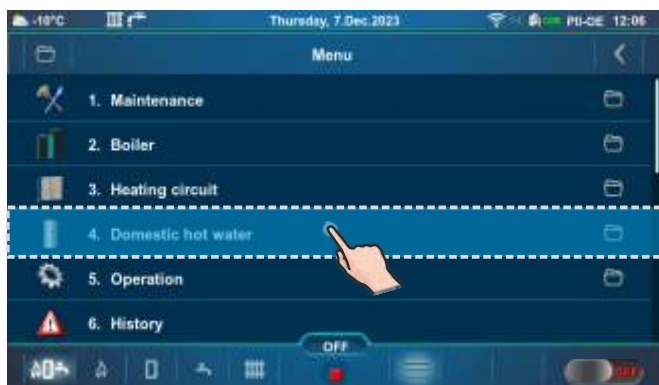 -10°C Thursday, 7.Dec.2023 PU-DE 12:06
Menu
1. Maintenance
2. Boiler
3. Heating circuit
4. Domestic hot water
5. Operation
6. History
OFF
OFF